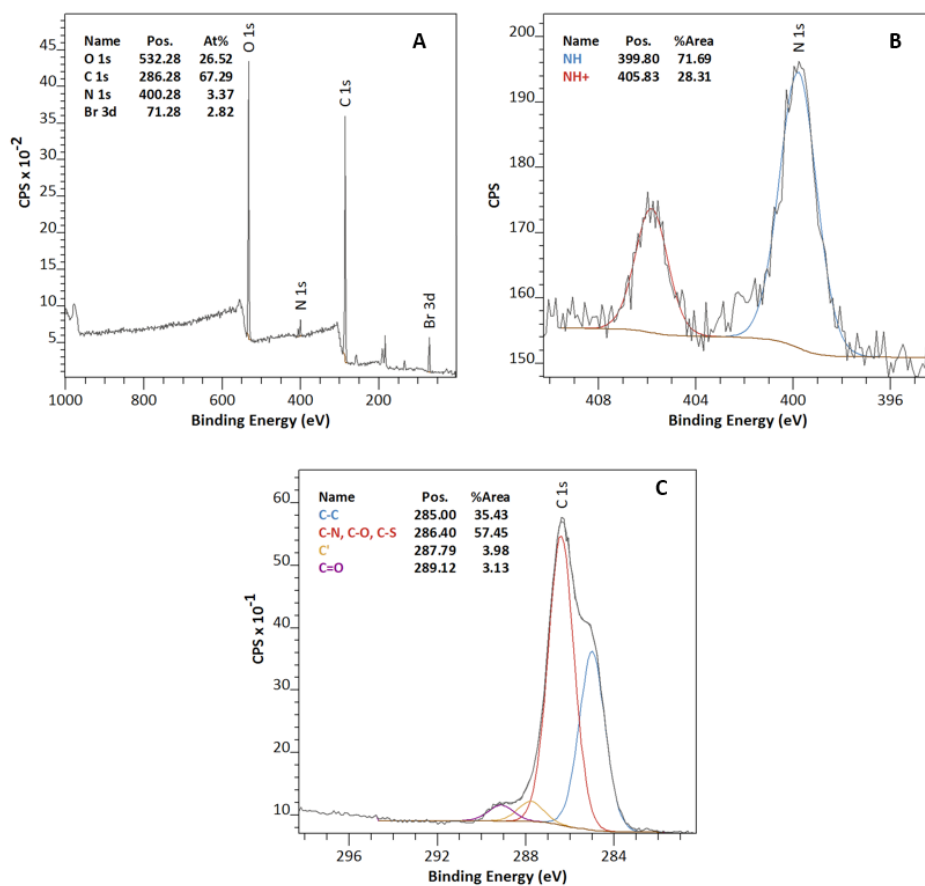 A
Name Pos. At%
O 1s 532.28 26.52
C 1s 286.28 67.29
N 1s 400.28 3.37
Br 3d 71.28 2.82
O 1s
C 1s
N 1s
Br 3d
45
40
35
30
25
20
15
10
5
CPS x 10-2
1000 800 600 400 200
Binding Energy (eV)
B
Name Pos. %Area
NH 399.80 71.69
NH+ 405.83 28.31
N 1s
200
190
180
170
160
150
CPS
408 404 400 396
Binding Energy (eV)
C
Name Pos. %Area
C-C 285.00 35.43
C-N, C-O, C-S 286.40 57.45
C' 287.79 3.98
C=O 289.12 3.13
C 1s
60
50
40
30
20
10
CPS x 10-1
296 292 288 284
Binding Energy (eV)